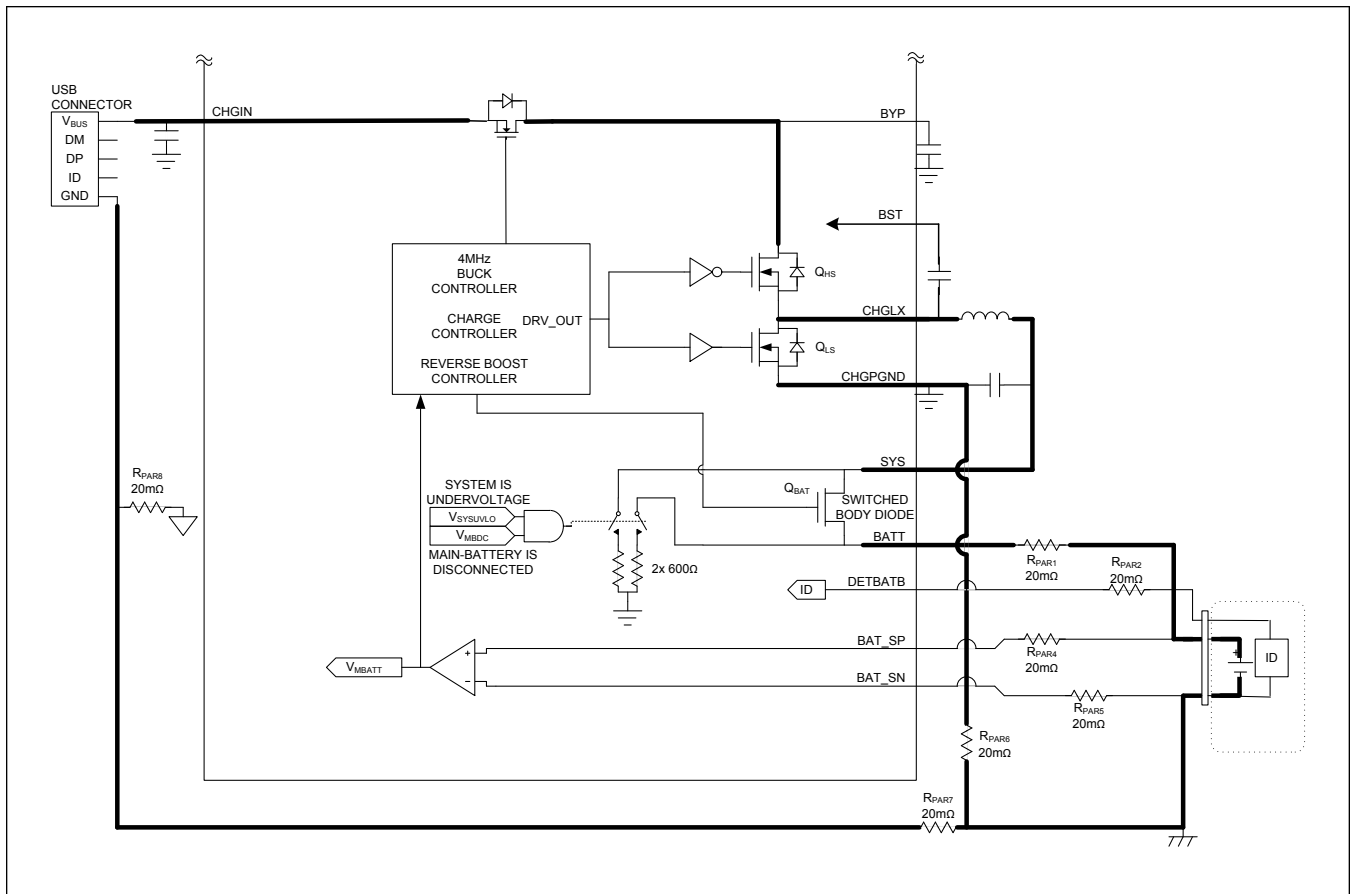 USB
CONNECTOR
VBUS
DM
DP
ID
GND
CHGIN
BYP
BST
4MHz
BUCK
CONTROLLER
CHARGE
CONTROLLER
REVERSE BOOST
CONTROLLER
DRV_OUT
QHS
CHGLX
QLS
CHGPGND
RPAR8
20mΩ
SYS
SYSTEM IS
UNDERVOLTAGE
VSYSUVLO
VMBDC
MAIN-BATTERY IS
DISCONNECTED
2x 600Ω
QBAT
SWITCHED
BODY DIODE
BATT
RPAR1
20mΩ
RPAR2
20mΩ
ID
DETBATB
BAT_SP
RPAR4
20mΩ
+
ID
VMBATT
+
−
BAT_SN
RPAR5
20mΩ
RPAR6
20mΩ
RPAR7
20mΩ